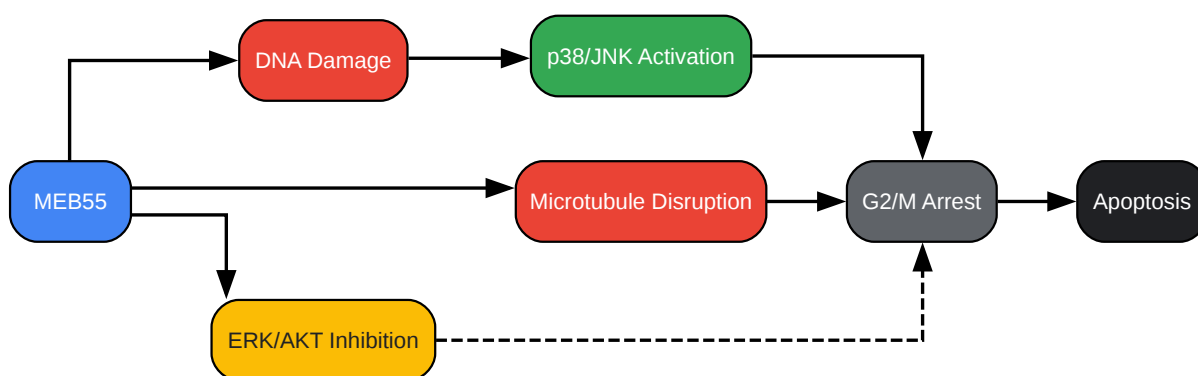 DNA Damage
p38/JNK Activation
MEB55
Microtubule Disruption
G2/M Arrest
Apoptosis
ERK/AKT Inhibition